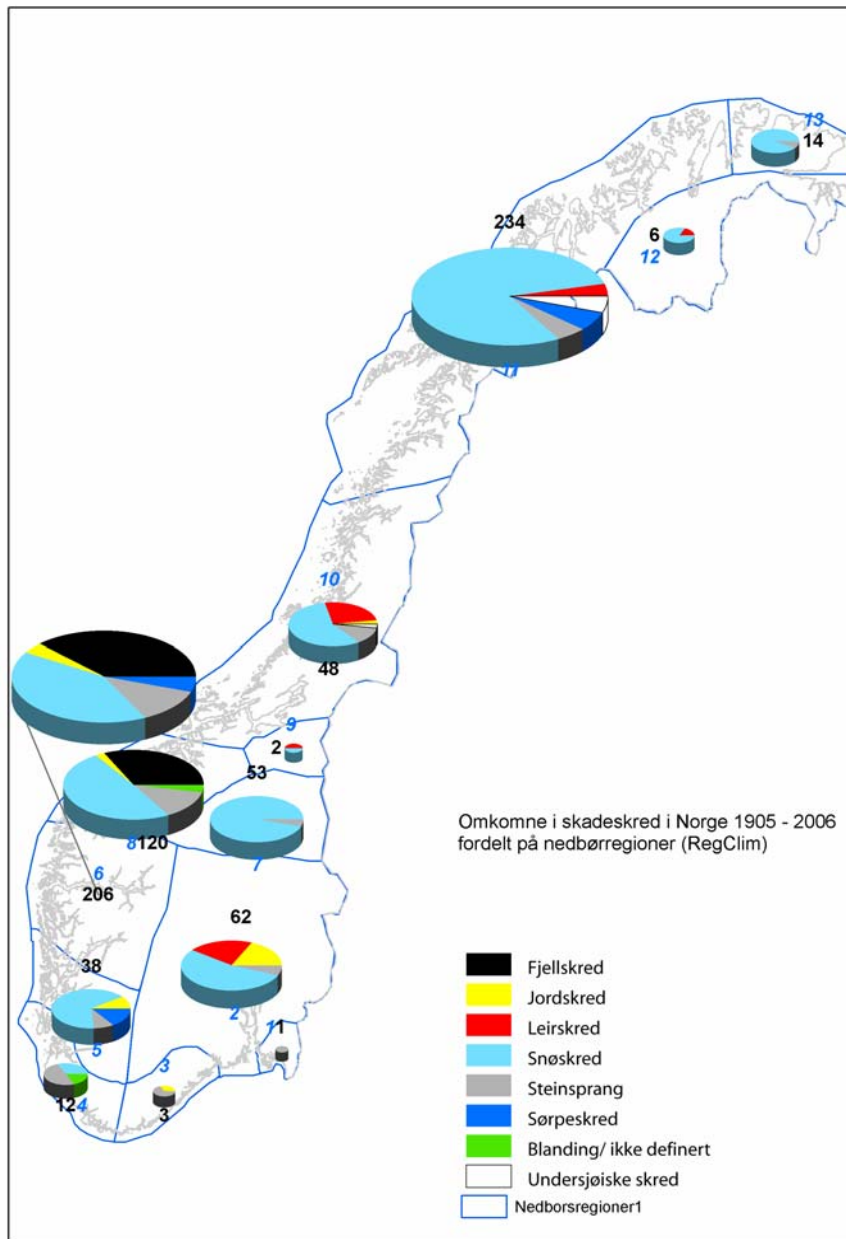 13
14
234
6
12
11
10
48
9
2
53
8
120
7
6
206
62
38
2
1
1
5
3
12
4
3
Omkomne i skadeskred i Norge 1905 - 2006
fordelt på nedbørregioner (RegClim)
Fjellskred
Jordskred
Leirskred
Snøskred
Steinsprang
Sørpeskred
Blanding/ ikke definert
Undersjøiske skred
Nedborsregioner1